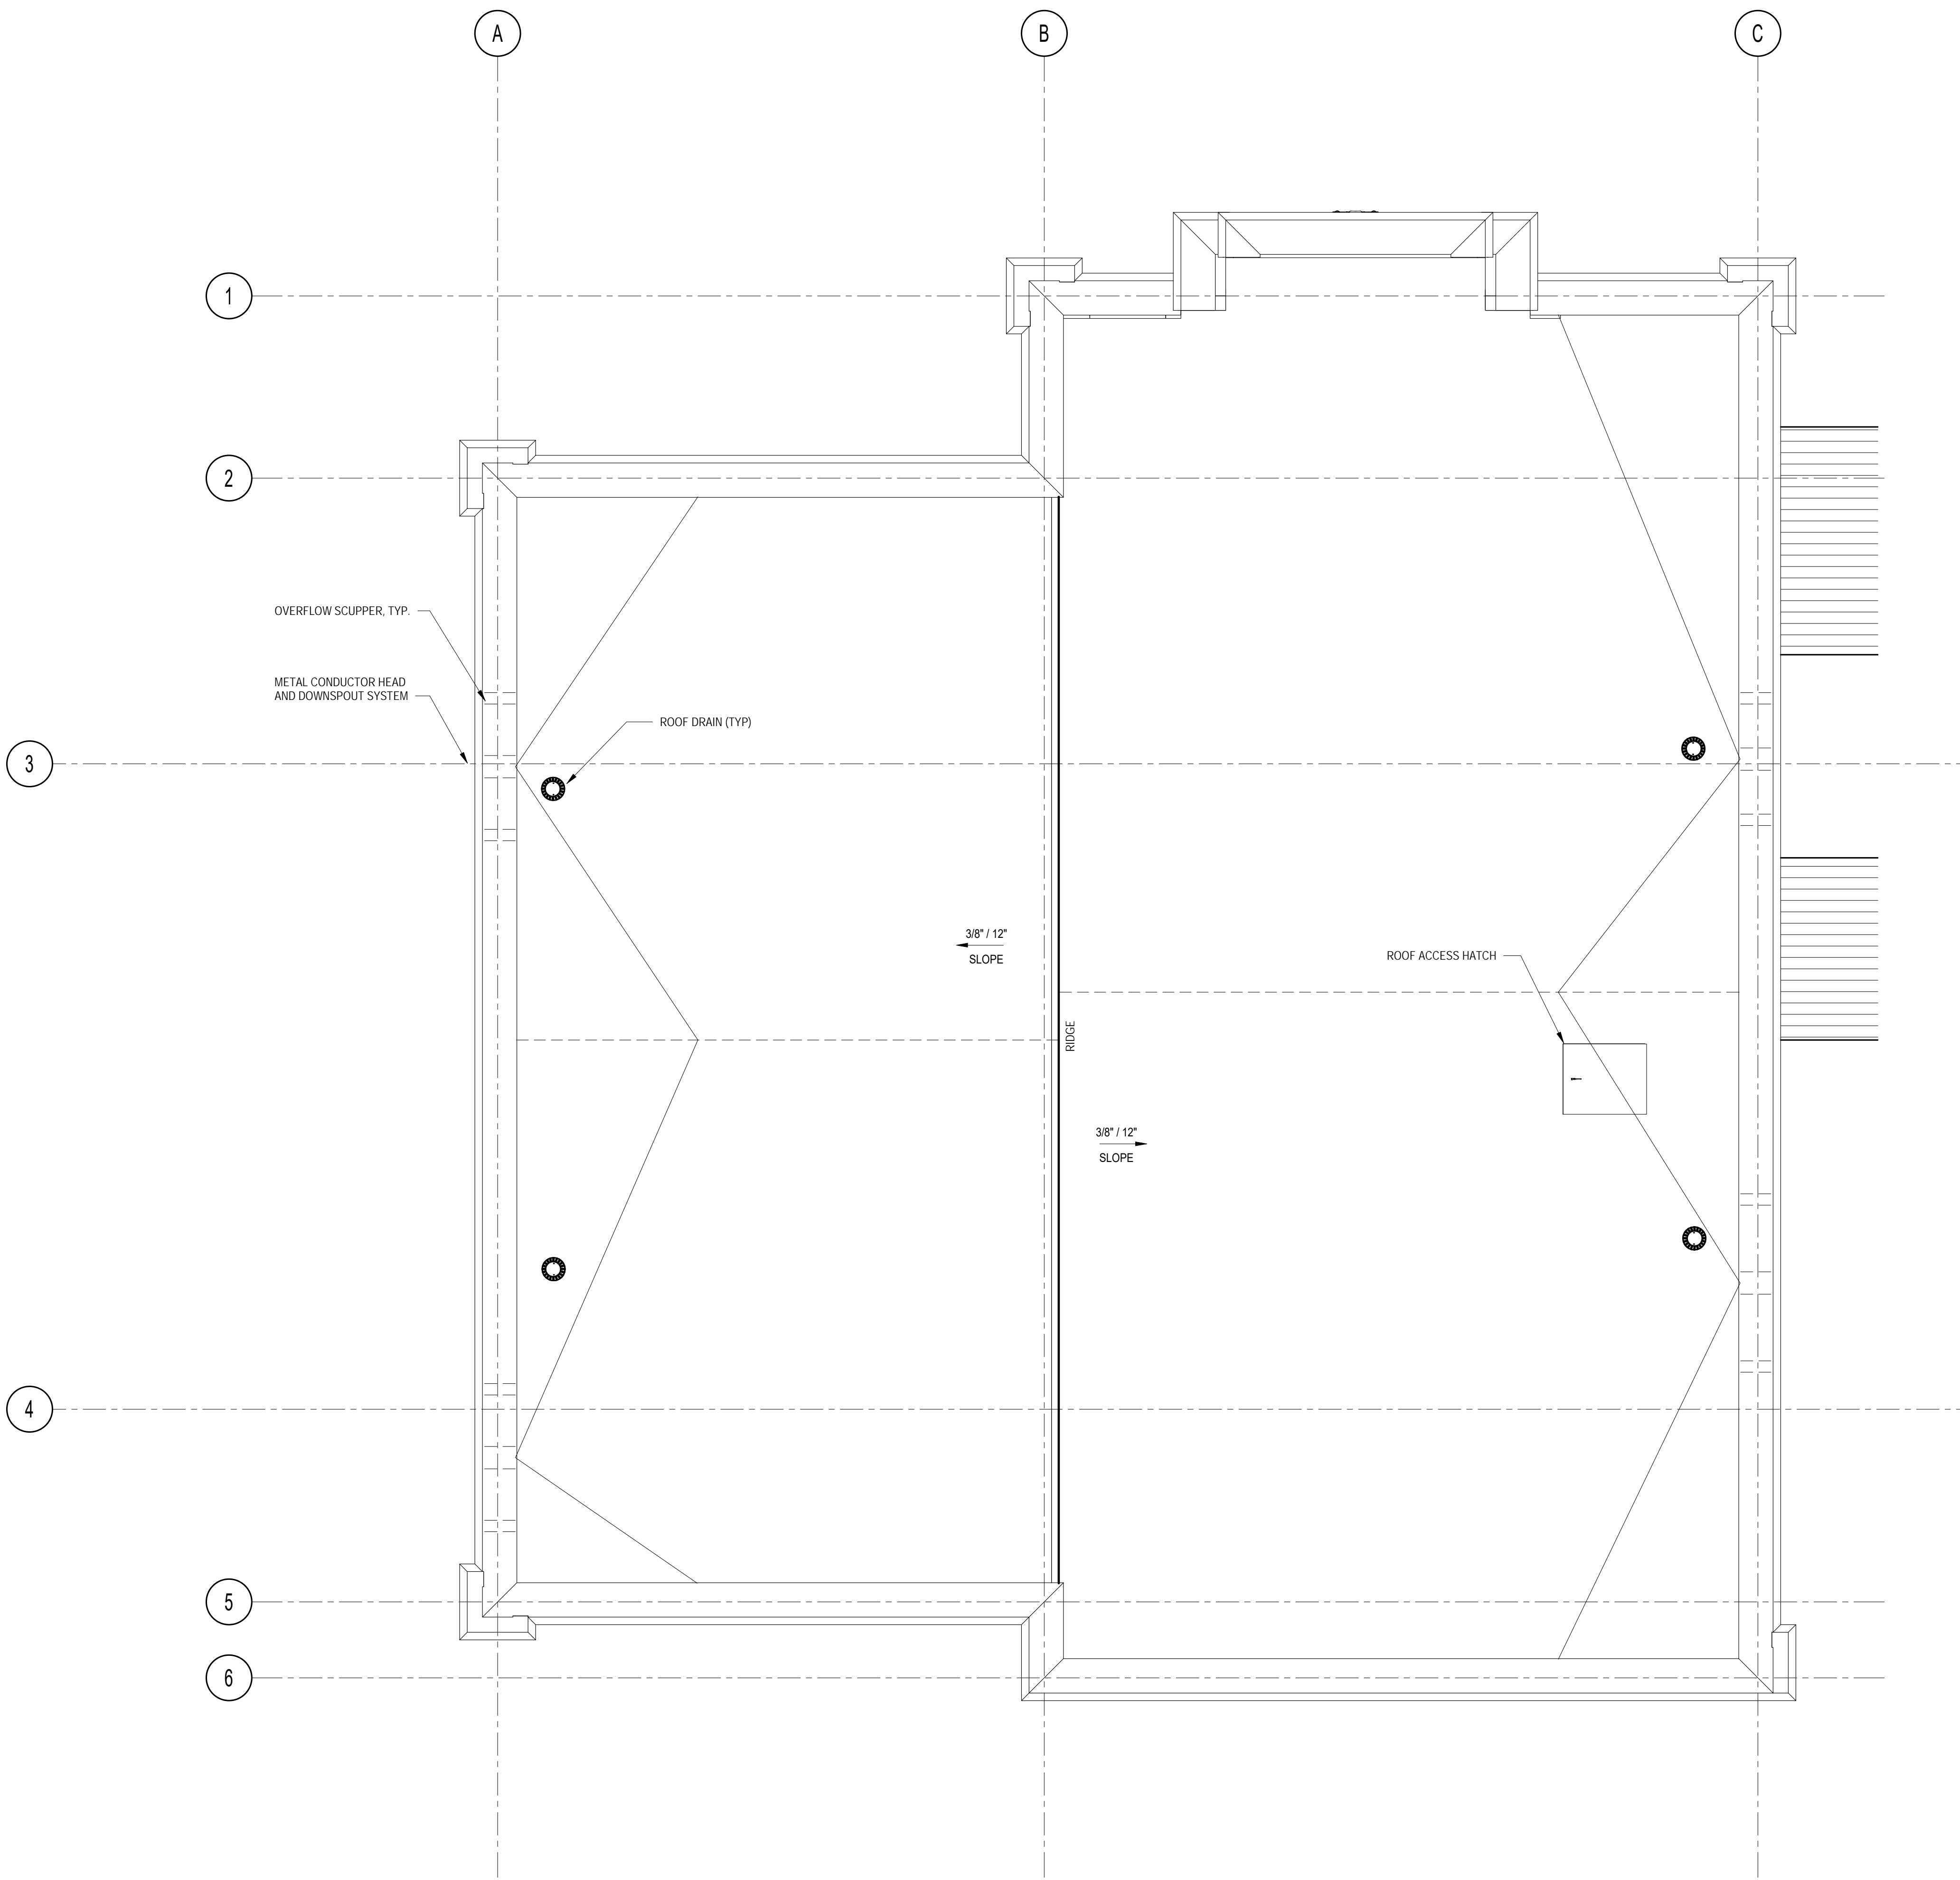 A
B
C
1
2
OVERFLOW SCUPPER, TYP.
METAL CONDUCTOR HEAD
AND DOWNSPOUT SYSTEM
ROOF DRAIN (TYP)
3
3/8" / 12"
SLOPE
ROOF ACCESS HATCH
RIDGE
3/8" / 12"
SLOPE
4
5
6